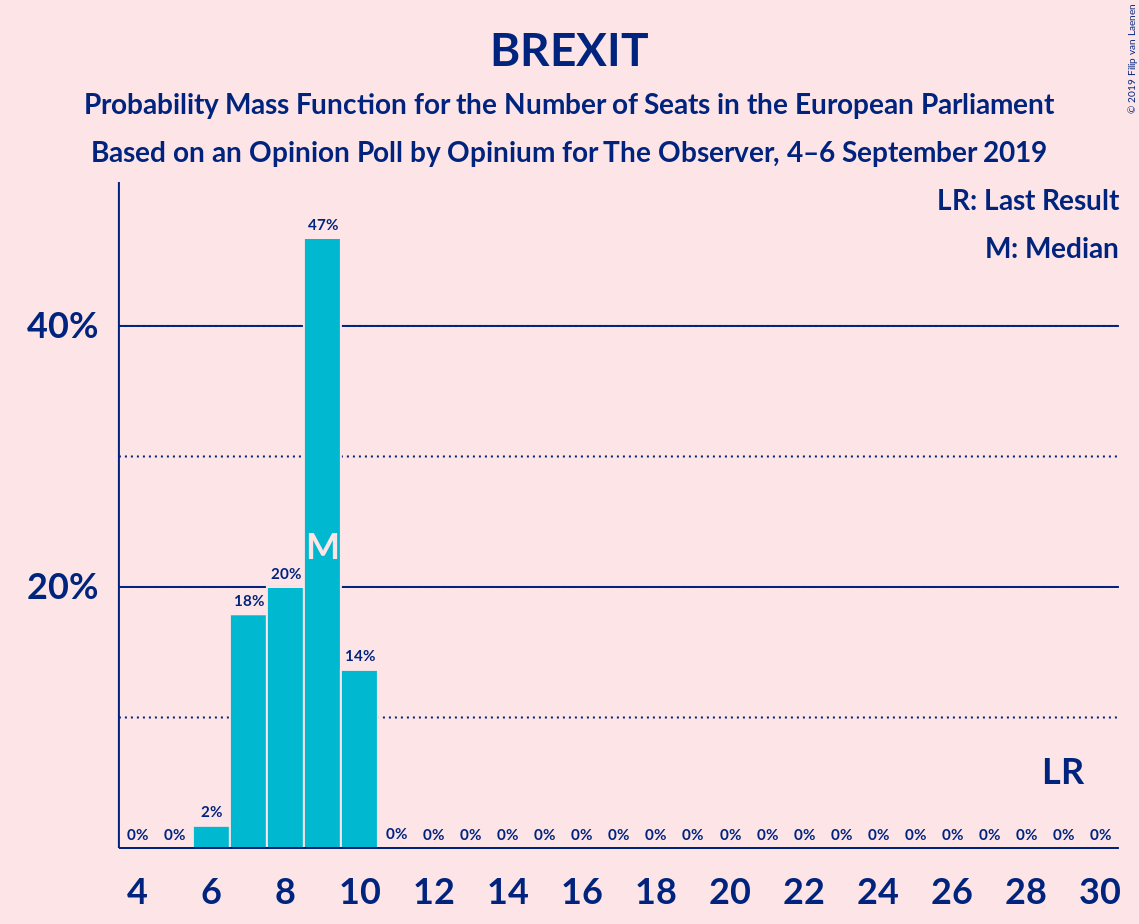 BREXIT
Probability Mass Function for the Number of Seats in the European Parliament
Based on an Opinion Poll by Opinium for The Observer, 4–6 September 2019
© 2019 Filip van Laenen
LR: Last Result
M: Median
47%
40%
M
20%
20%
18%
14%
LR
2%
0% 0% 0% 0% 0% 0% 0% 0% 0% 0% 0% 0% 0% 0% 0% 0% 0% 0% 0% 0% 0% 0%
4 6 8 10 12 14 16 18 20 22 24 26 28 30